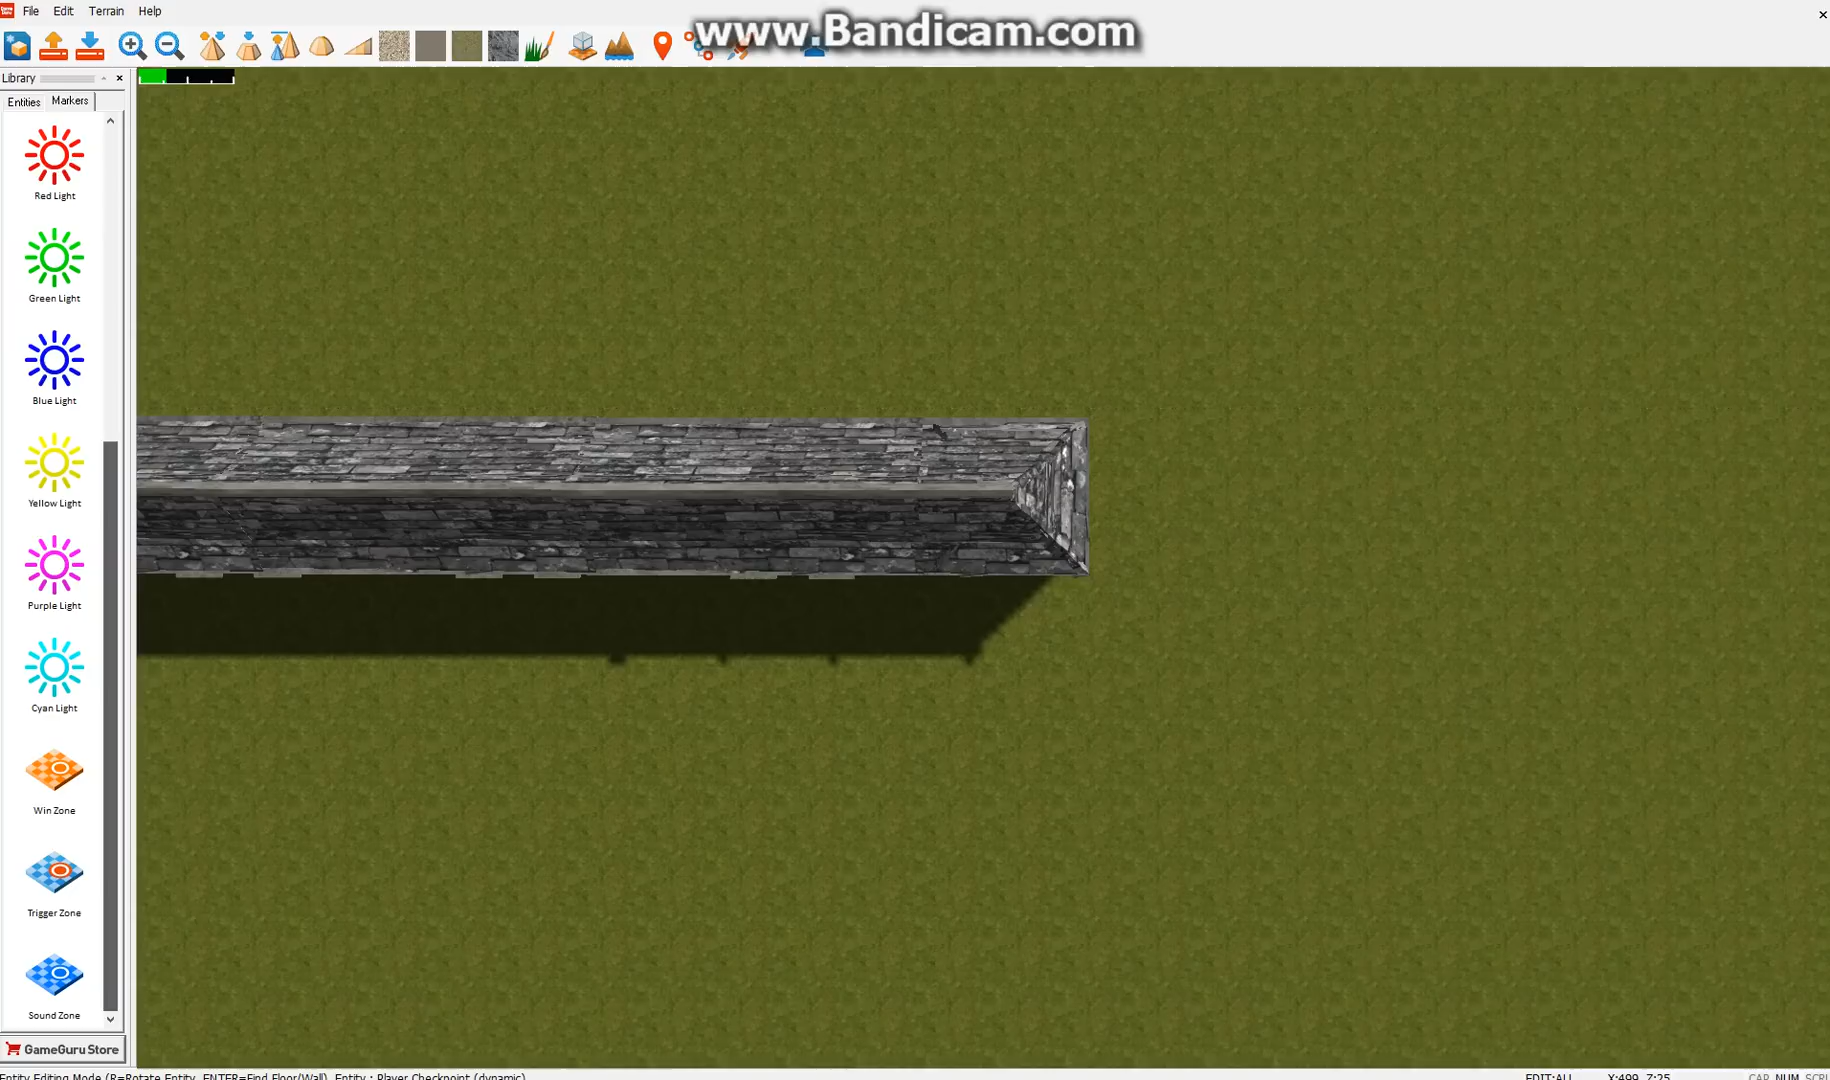 File Edit Terrain Help
www.Bandicam.com
Library
Entities Markers
Red Light
Green Light
Blue Light
Yellow Light
Purple Light
Cyan Light
Win Zone
Trigger Zone
Sound Zone
GameGuru Store
Entity Editing Mode (R=Rotate Entity, ENTER=Find Floor/Wall), Entity : Player Checkpoint (dynamic) EDIT:ALL X:499 Z:25 CAP NUM SCRL